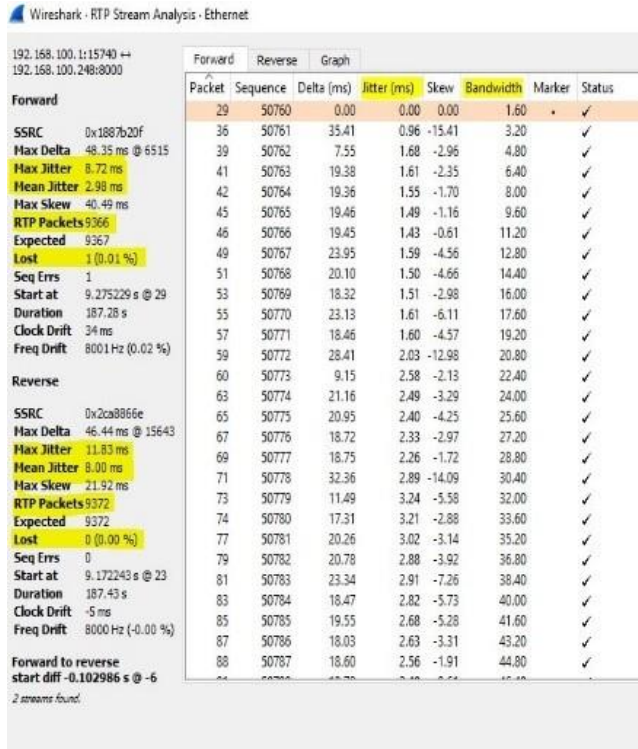 Wireshark · RTP Stream Analysis · Ethernet
192.168.100.1:15740 ↔
192.168.100.248:8000
Forward
SSRC 0x1887b20f
Max Delta 48.35 ms @ 6515
Max Jitter 8.72 ms
Mean Jitter 2.98 ms
Max Skew 40.49 ms
RTP Packets 9366
Expected 9367
Lost 1 (0.01 %)
Seq Errs 1
Start at 9.275229 s @ 29
Duration 187.28 s
Clock Drift 34 ms
Freq Drift 8001 Hz (0.02 %)
Reverse
SSRC 0x2ca8866e
Max Delta 46.44 ms @ 15643
Max Jitter 11.83 ms
Mean Jitter 8.00 ms
Max Skew 21.92 ms
RTP Packets 9372
Expected 9372
Lost 0 (0.00 %)
Seq Errs 0
Start at 9.172243 s @ 23
Duration 187.43 s
Clock Drift -5 ms
Freq Drift 8000 Hz (-0.00 %)
Forward to reverse
start diff -0.102986 s @ -6
2 streams found.
Forward Reverse Graph
Packet Sequence Delta (ms) Jitter (ms) Skew Bandwidth Marker Status
29 50760 0.00 0.00 0.00 1.60 • ✓
36 50761 35.41 0.96 -15.41 3.20 ✓
39 50762 7.55 1.68 -2.96 4.80 ✓
41 50763 19.38 1.61 -2.35 6.40 ✓
42 50764 19.36 1.55 -1.70 8.00 ✓
45 50765 19.46 1.49 -1.16 9.60 ✓
46 50766 19.45 1.43 -0.61 11.20 ✓
49 50767 23.95 1.59 -4.56 12.80 ✓
51 50768 20.10 1.50 -4.66 14.40 ✓
53 50769 18.32 1.51 -2.98 16.00 ✓
55 50770 23.13 1.61 -6.11 17.60 ✓
57 50771 18.46 1.60 -4.57 19.20 ✓
59 50772 28.41 2.03 -12.98 20.80 ✓
60 50773 9.15 2.58 -2.13 22.40 ✓
63 50774 21.16 2.49 -3.29 24.00 ✓
65 50775 20.95 2.40 -4.25 25.60 ✓
67 50776 18.72 2.33 -2.97 27.20 ✓
69 50777 18.75 2.26 -1.72 28.80 ✓
71 50778 32.36 2.89 -14.09 30.40 ✓
73 50779 11.49 3.24 -5.58 32.00 ✓
74 50780 17.31 3.21 -2.88 33.60 ✓
77 50781 20.26 3.02 -3.14 35.20 ✓
79 50782 20.78 2.88 -3.92 36.80 ✓
81 50783 23.34 2.91 -7.26 38.40 ✓
83 50784 18.47 2.82 -5.73 40.00 ✓
85 50785 19.55 2.68 -5.28 41.60 ✓
87 50786 18.03 2.63 -3.31 43.20 ✓
88 50787 18.60 2.56 -1.91 44.80 ✓